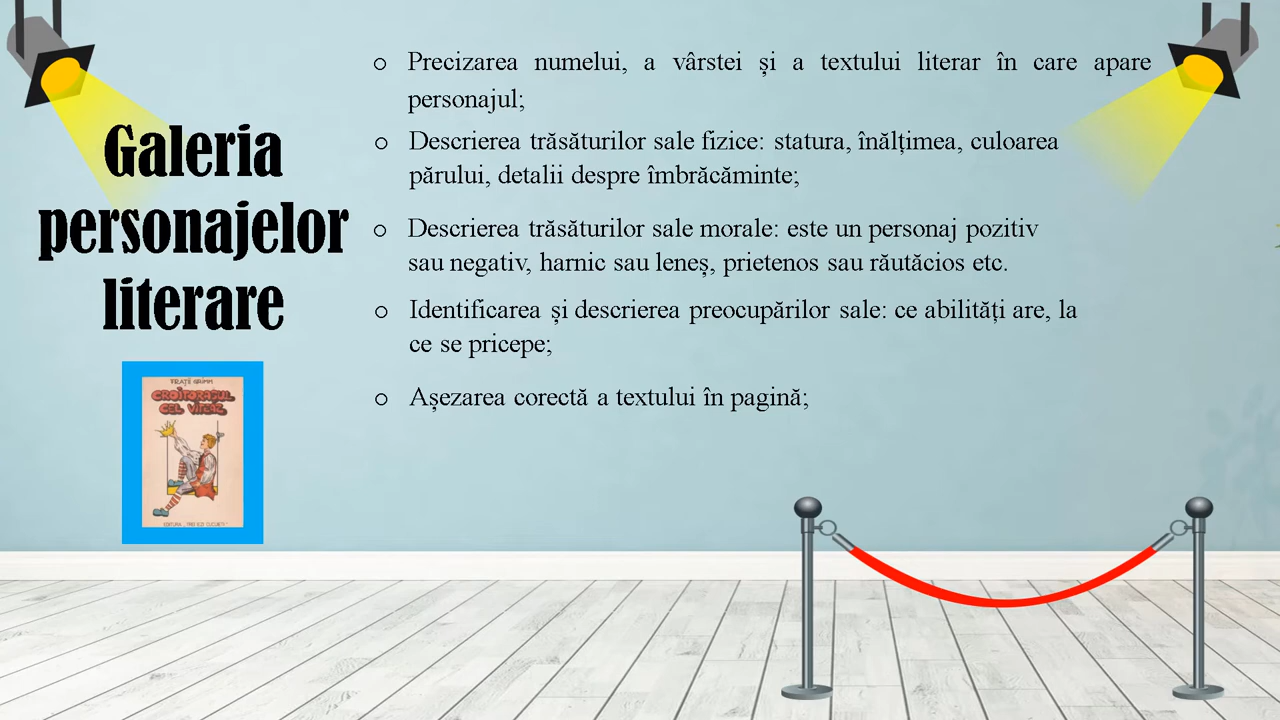 Galeria
personajelor
literare
FRAȚII GRIMM
CROITORAȘUL
CEL VITEAZ
o Precizarea numelui, a vârstei și a textului literar în care apare
personajul;
o Descrierea trăsăturilor sale fizice: statura, înălțimea, culoarea
părului, detalii despre îmbrăcăminte;
o Descrierea trăsăturilor sale morale: este un personaj pozitiv
sau negativ, harnic sau leneș, prietenos sau răutăcios etc.
o Identificarea și descrierea preocupărilor sale: ce abilități are, la
ce se pricepe;
o Așezarea corectă a textului în pagină;